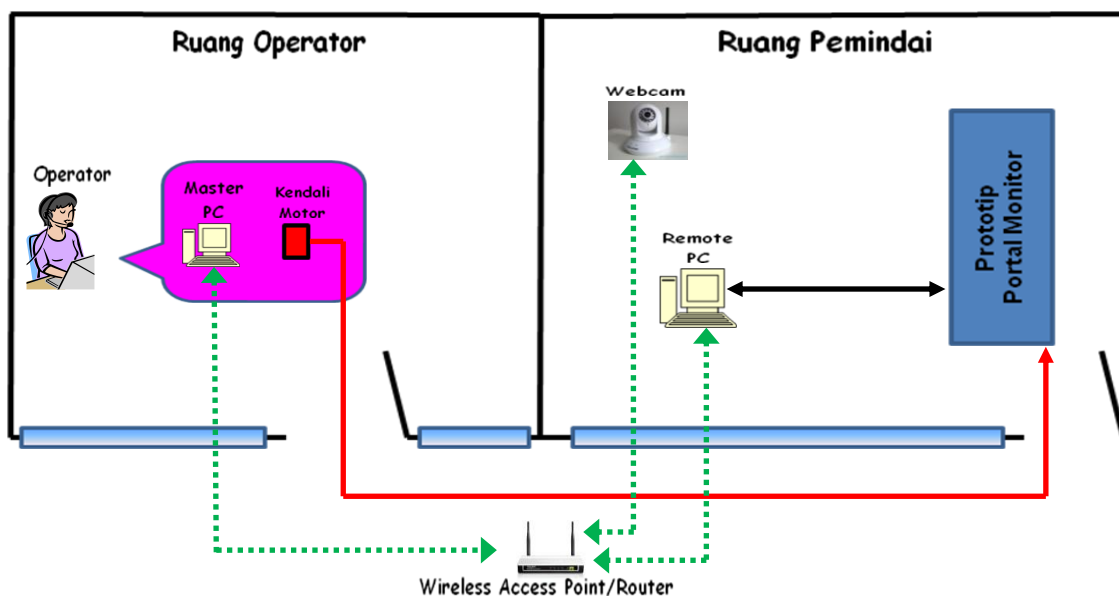 Ruang Operator
Ruang Pemindai
Webcam
Operator
Master
PC
Kendali
Motor
Remote
PC
Prototip
Portal Monitor
Wireless Access Point/Router